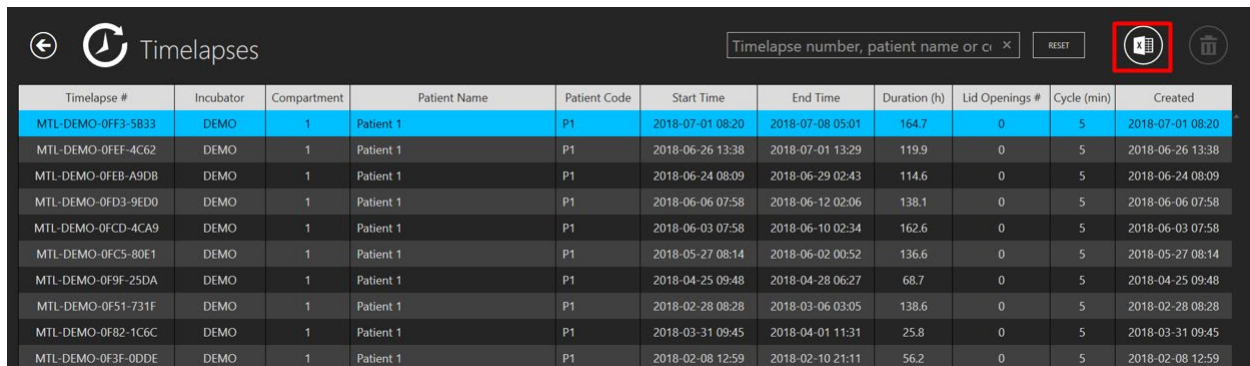 Timelapses
Timelapse number, patient name or co × RESET
Timelapse # Incubator Compartment Patient Name Patient Code Start Time End Time Duration (h) Lid Openings # Cycle (min) Created
MTL-DEMO-0FF3-5B33 DEMO 1 Patient 1 P1 2018-07-01 08:20 2018-07-08 05:01 164.7 0 5 2018-07-01 08:20
MTL-DEMO-0FEF-4C62 DEMO 1 Patient 1 P1 2018-06-26 13:38 2018-07-01 13:29 119.9 0 5 2018-06-26 13:38
MTL-DEMO-0FEB-A9DB DEMO 1 Patient 1 P1 2018-06-24 08:09 2018-06-29 02:43 114.6 0 5 2018-06-24 08:09
MTL-DEMO-0FD3-9ED0 DEMO 1 Patient 1 P1 2018-06-06 07:58 2018-06-12 02:06 138.1 0 5 2018-06-06 07:58
MTL-DEMO-0FCD-4CA9 DEMO 1 Patient 1 P1 2018-06-03 07:58 2018-06-10 02:34 162.6 0 5 2018-06-03 07:58
MTL-DEMO-0FC5-80E1 DEMO 1 Patient 1 P1 2018-05-27 08:14 2018-06-02 00:52 136.6 0 5 2018-05-27 08:14
MTL-DEMO-0F9F-25DA DEMO 1 Patient 1 P1 2018-04-25 09:48 2018-04-28 06:27 68.7 0 5 2018-04-25 09:48
MTL-DEMO-0F51-731F DEMO 1 Patient 1 P1 2018-02-28 08:28 2018-03-06 03:05 138.6 0 5 2018-02-28 08:28
MTL-DEMO-0F82-1C6C DEMO 1 Patient 1 P1 2018-03-31 09:45 2018-04-01 11:31 25.8 0 5 2018-03-31 09:45
MTL-DEMO-0F3F-0DDE DEMO 1 Patient 1 P1 2018-02-08 12:59 2018-02-10 21:11 56.2 0 5 2018-02-08 12:59